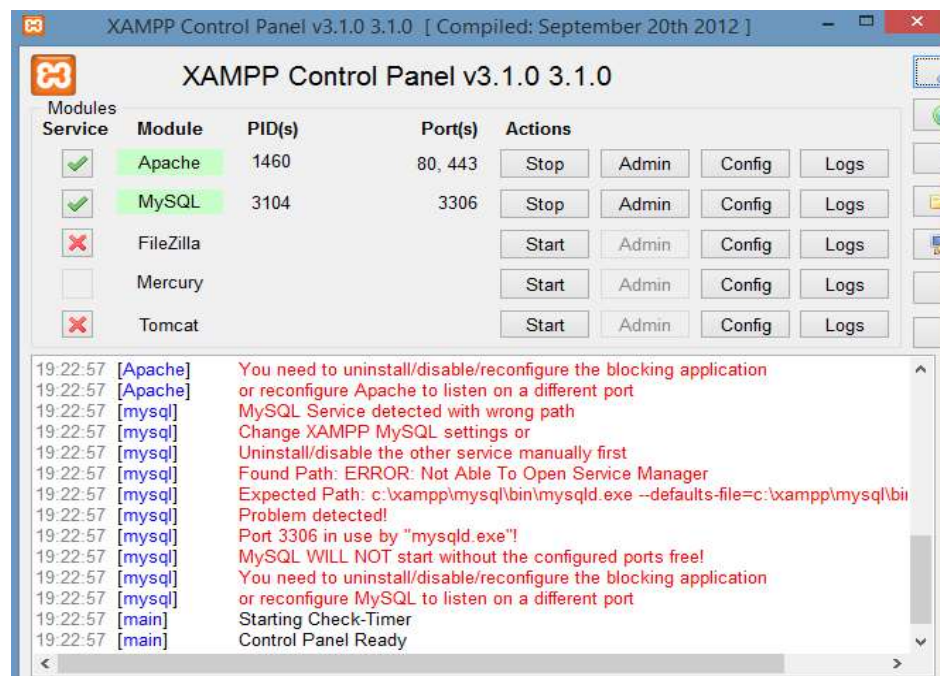 XAMPP Control Panel v3.1.0 3.1.0 [ Compiled: September 20th 2012 ]
XAMPP Control Panel v3.1.0 3.1.0
Modules
Service Module PID(s) Port(s) Actions
Apache 1460 80, 443 Stop Admin Config Logs
MySQL 3104 3306 Stop Admin Config Logs
FileZilla Start Admin Config Logs
Mercury Start Admin Config Logs
Tomcat Start Admin Config Logs
19:22:57 [Apache] You need to uninstall/disable/reconfigure the blocking application
19:22:57 [Apache] or reconfigure Apache to listen on a different port
19:22:57 [mysql] MySQL Service detected with wrong path
19:22:57 [mysql] Change XAMPP MySQL settings or
19:22:57 [mysql] Uninstall/disable the other service manually first
19:22:57 [mysql] Found Path: ERROR: Not Able To Open Service Manager
19:22:57 [mysql] Expected Path: c:\xampp\mysql\bin\mysqld.exe --defaults-file=c:\xampp\mysql\bi
19:22:57 [mysql] Problem detected!
19:22:57 [mysql] Port 3306 in use by "mysqld.exe"!
19:22:57 [mysql] MySQL WILL NOT start without the configured ports free!
19:22:57 [mysql] You need to uninstall/disable/reconfigure the blocking application
19:22:57 [mysql] or reconfigure MySQL to listen on a different port
19:22:57 [main] Starting Check-Timer
19:22:57 [main] Control Panel Ready